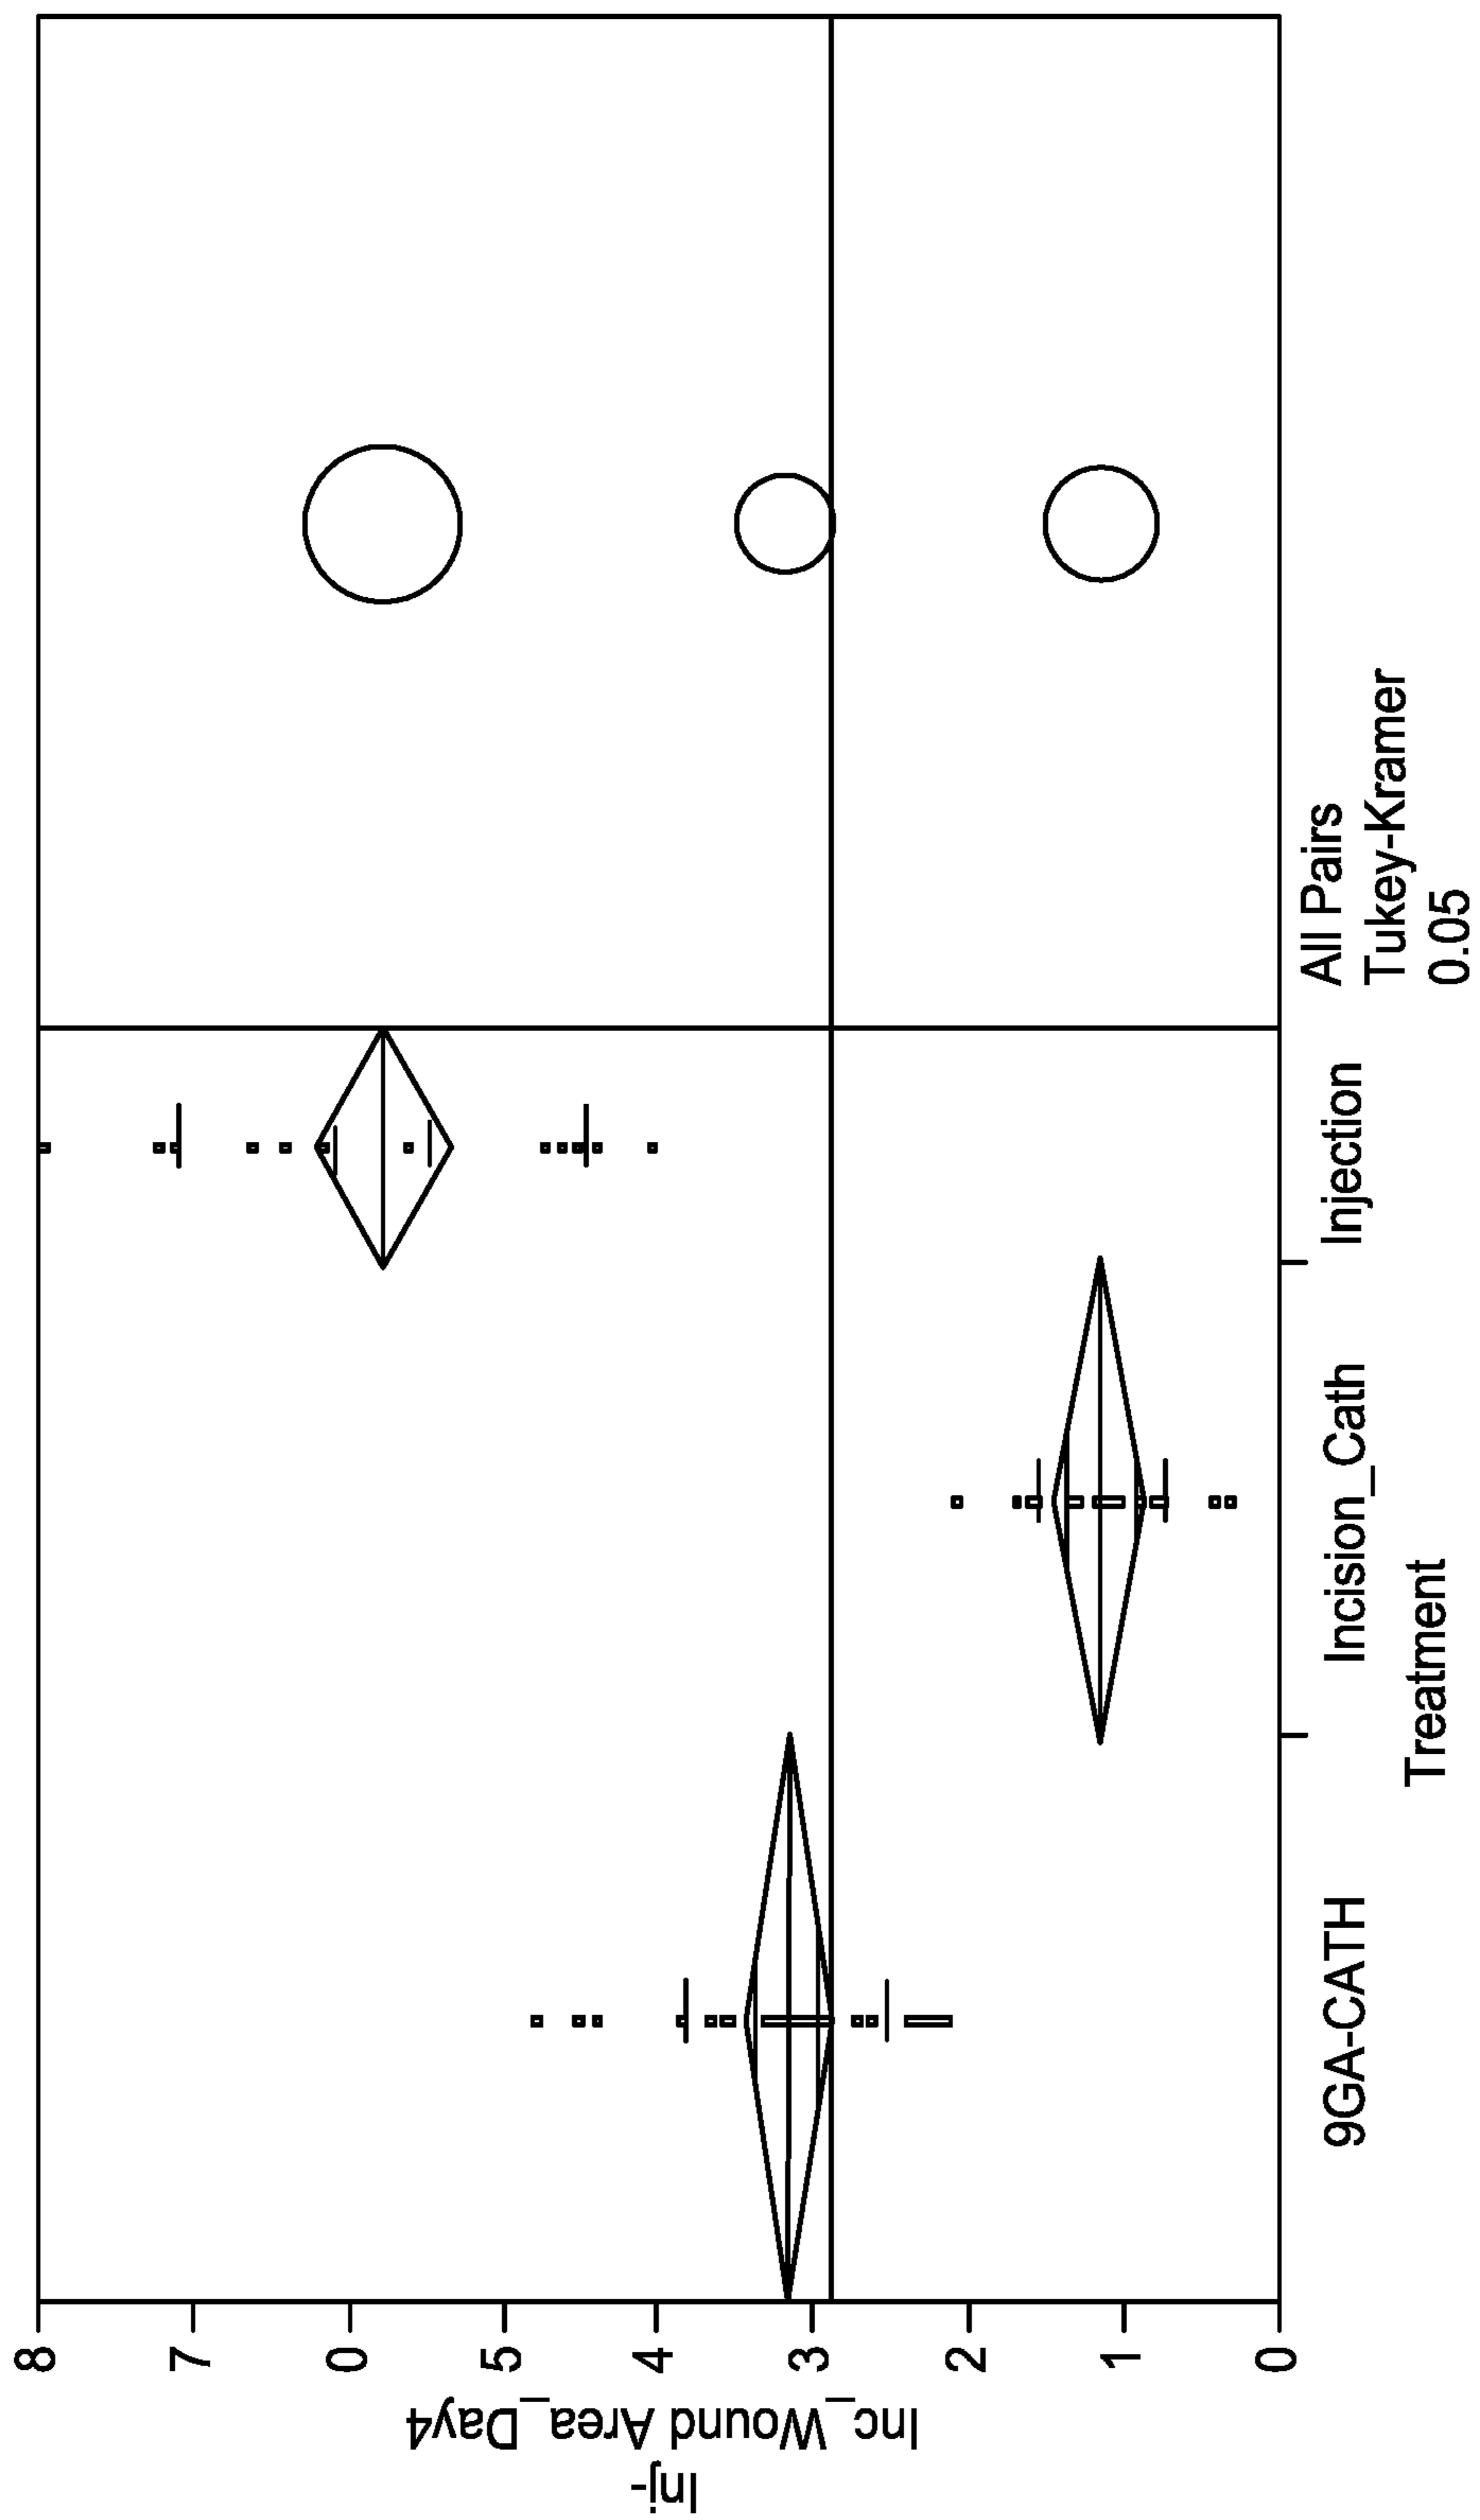 Inj-
Inc_Wound Area_Day4
8
7
0
5
4
3
2
1
0
9GA-CATH
Incision_Cath
Injection
Treatment
All Pairs
Tukey-Kramer
0.05